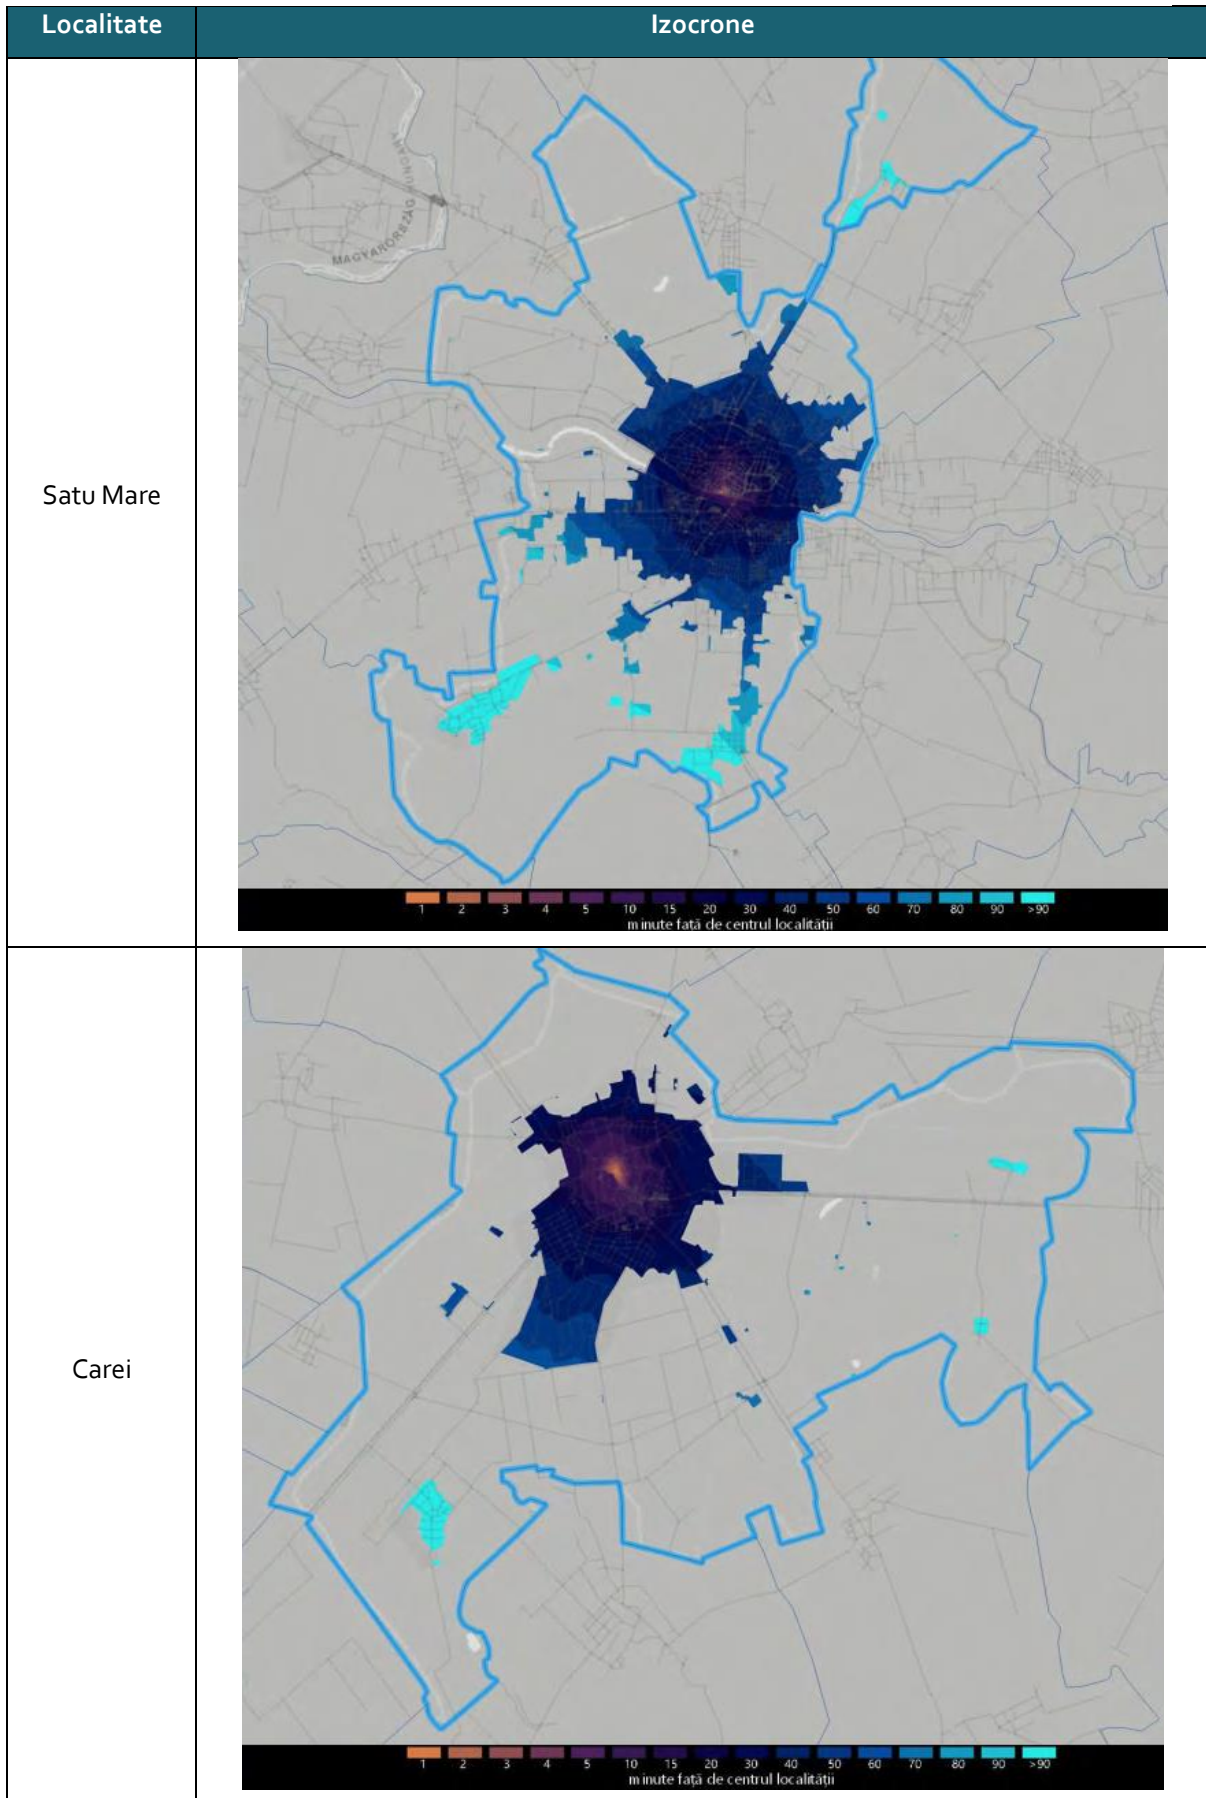 Localitate Izocrone
MAGYARORSZÁG HUNGARY
Satu Mare
1 2 3 4 5 10 15 20 30 40 50 60 70 80 90 >90
minute față de centrul localității
Carei
1 2 3 4 5 10 15 20 30 40 50 60 70 80 90 >90
minute față de centrul localității